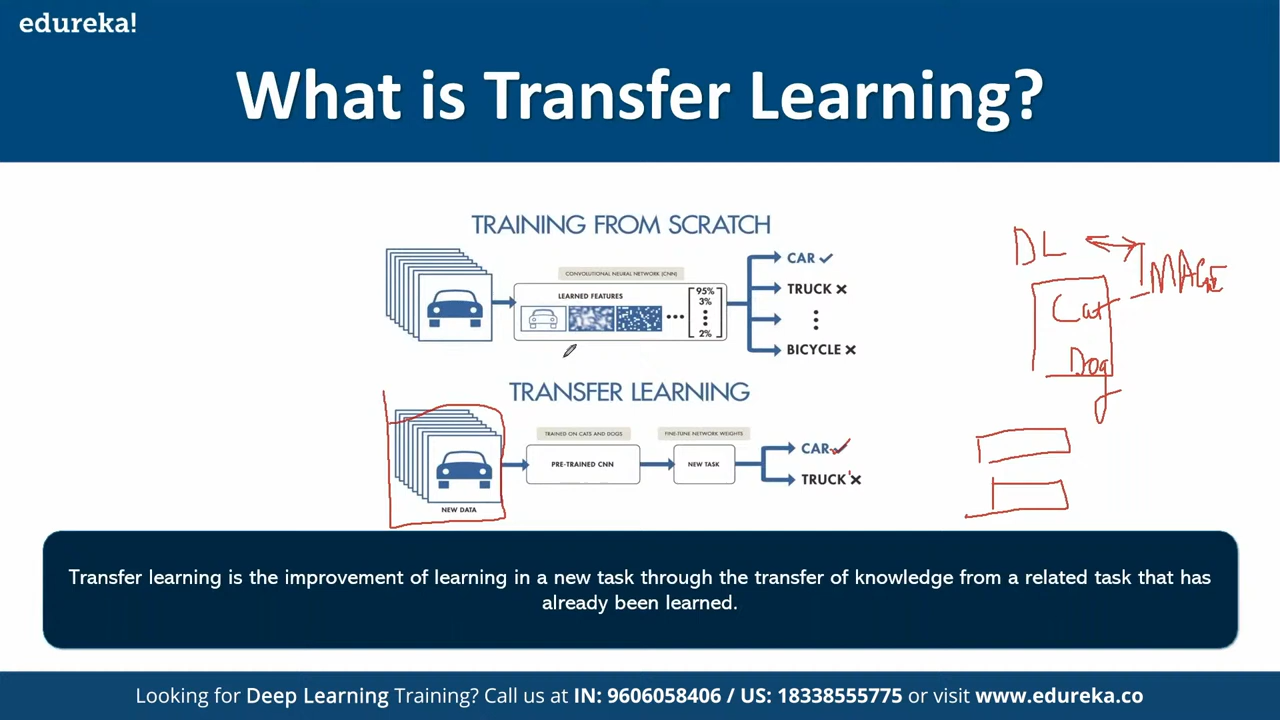 edureka!
What is Transfer Learning?
TRAINING FROM SCRATCH
CONVOLUTIONAL NEURAL NETWORK (CNN)
LEARNED FEATURES
95%
3%
2%
CAR ✓
TRUCK ×
BICYCLE ×
TRANSFER LEARNING
TRAINED ON CATS AND DOGS
FINE-TUNE NETWORK WEIGHTS
PRE-TRAINED CNN
NEW TASK
CAR ✓
TRUCK ×
NEW DATA
DL
IMAGE
Cat
Dog
Transfer learning is the improvement of learning in a new task through the transfer of knowledge from a related task that has
already been learned.
Looking for Deep Learning Training? Call us at IN: 9606058406 / US: 18338555775 or visit www.edureka.co